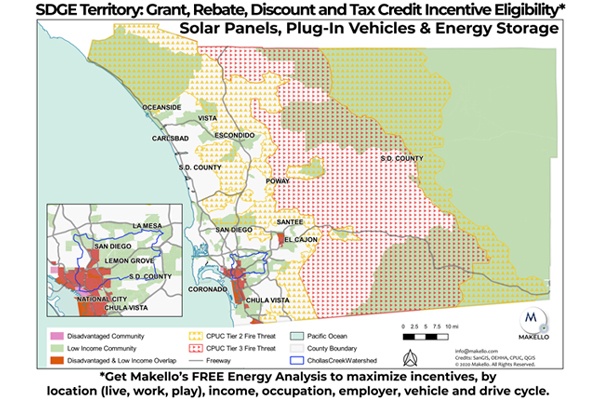 SDGE Territory: Grant, Rebate, Discount and Tax Credit Incentive Eligibility*
Solar Panels, Plug-In Vehicles & Energy Storage
OCEANSIDE
VISTA
CARLSBAD
ESCONDIDO
S.D. COUNTY
S.D. COUNTY
POWAY
SANTEE
SAN DIEGO
EL CAJON
CORONADO
CHULA VISTA
LA MESA
SAN DIEGO
LEMON GROVE
S.D. COUNTY
NATIONAL CITY
CHULA VISTA
Disadvantaged Community
Low Income Community
Disadvantaged & Low Income Overlap
CPUC Tier 2 Fire Threat
CPUC Tier 3 Fire Threat
Freeway
Pacific Ocean
County Boundary
ChollasCreekWatershed
0 2.5 5 7.5 10 mi
M
MAKELLO
info@makello.com
Credits: SanGIS, OEHHA, CPUC, QGIS
© 2020 Makello. All Rights Reserved.
*Get Makello's FREE Energy Analysis to maximize incentives, by
location (live, work, play), income, occupation, employer, vehicle and drive cycle.